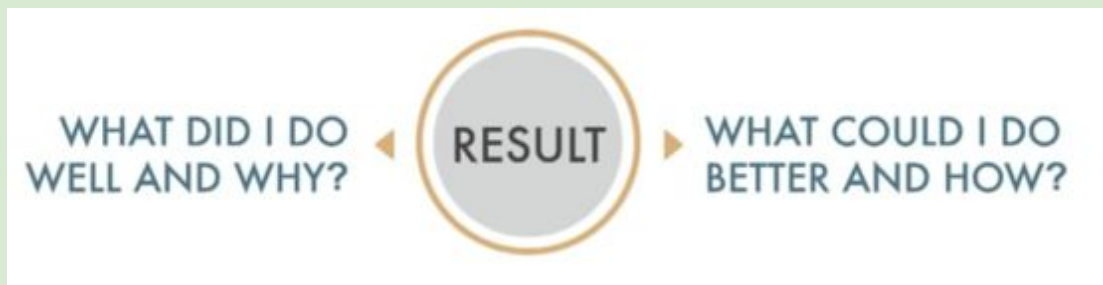 WHAT DID I DO
WELL AND WHY?
RESULT
WHAT COULD I DO
BETTER AND HOW?